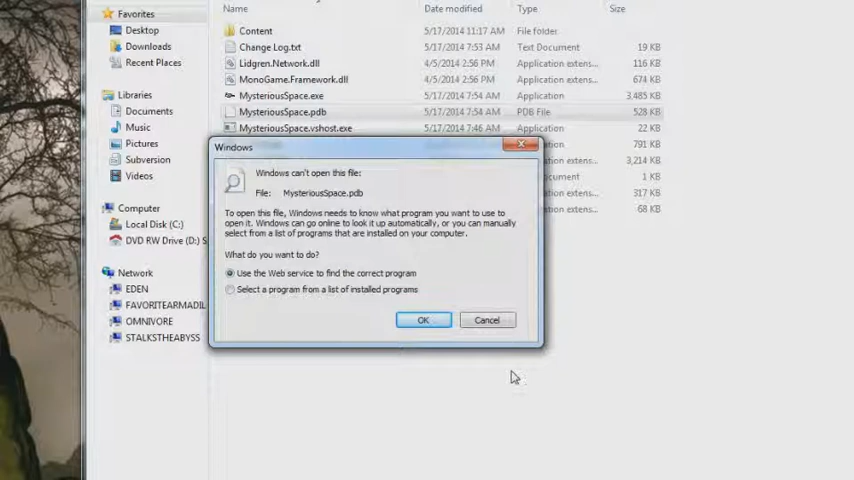 Favorites
Desktop
Downloads
Recent Places
Libraries
Documents
Music
Pictures
Subversion
Videos
Computer
Local Disk (C:)
DVD RW Drive (D:) S
Network
EDEN
FAVORITEARMADIL
OMNIVORE
STALKSTHEABYSS
Name Date modified Type Size
Content 5/17/2014 11:17 AM File folder
Change Log.txt 5/17/2014 7:53 AM Text Document 19 KB
Lidgren.Network.dll 4/5/2014 2:56 PM Application extens... 116 KB
MonoGame.Framework.dll 4/5/2014 2:56 PM Application extens... 674 KB
MysteriousSpace.exe 5/17/2014 7:54 AM Application 3,485 KB
MysteriousSpace.pdb 5/17/2014 7:54 AM PDB File 528 KB
MysteriousSpace.vshost.exe 5/17/2014 7:46 AM Application 22 KB
Application extens... 791 KB
Application extens... 3,214 KB
ocument 1 KB
Application extens... 317 KB
Application extens... 68 KB
Windows
Windows can't open this file:
File: MysteriousSpace.pdb
To open this file, Windows needs to know what program you want to use to
open it. Windows can go online to look it up automatically, or you can manually
select from a list of programs that are installed on your computer.
What do you want to do?
Use the Web service to find the correct program
Select a program from a list of installed programs
OK Cancel